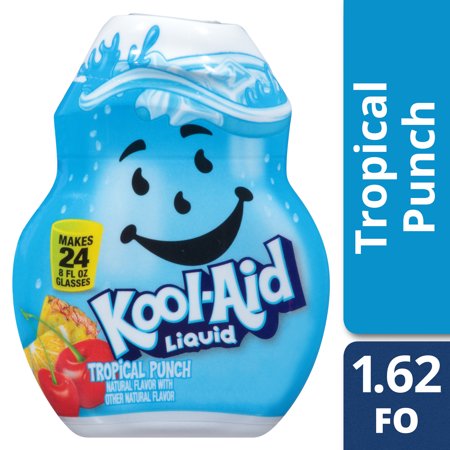 MAKES
24
8 FL OZ
GLASSES
Kool-Aid
Liquid
TROPICAL PUNCH
NATURAL FLAVOR WITH
OTHER NATURAL FLAVOR
Tropical
Punch
1.62
FO